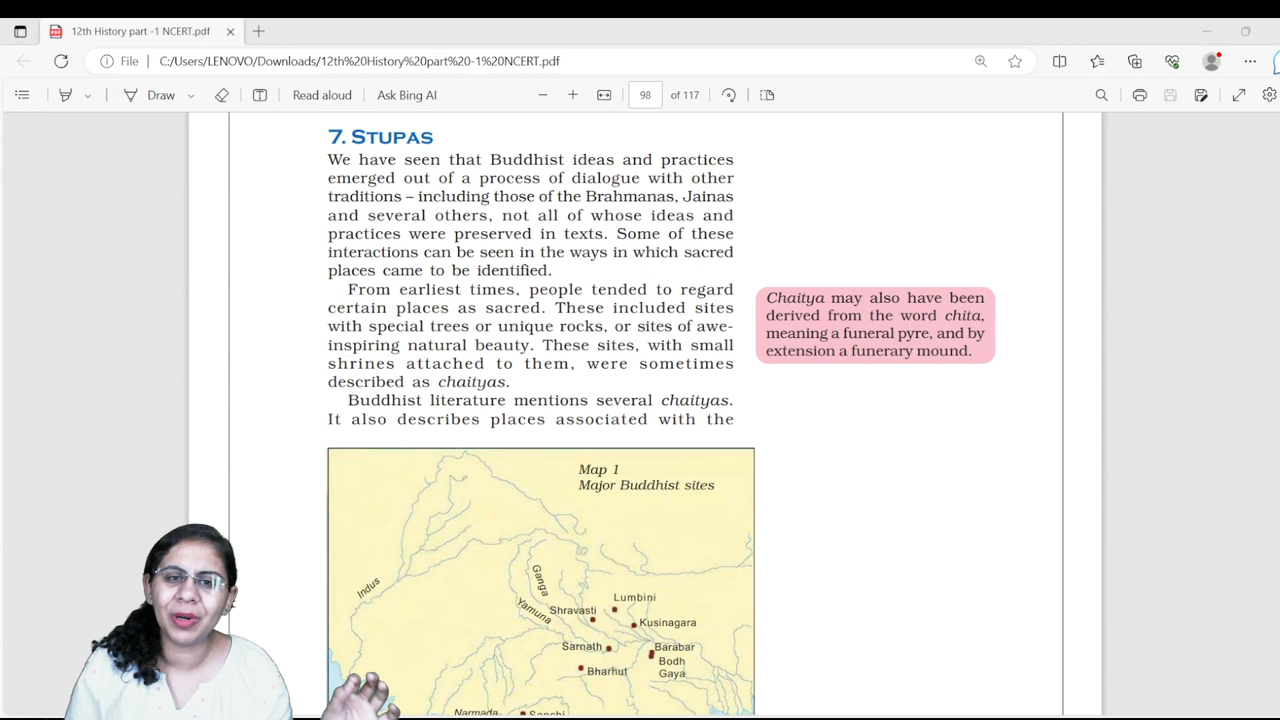 12th History part -1 NCERT.pdf
File
C:/Users/LENOVO/Downloads/12th%20History%20part%20-1%20NCERT.pdf
Draw
Read aloud
Ask Bing AI
98
of 117
7. STUPAS
We have seen that Buddhist ideas and practices
emerged out of a process of dialogue with other
traditions – including those of the Brahmanas, Jainas
and several others, not all of whose ideas and
practices were preserved in texts. Some of these
interactions can be seen in the ways in which sacred
places came to be identified.
From earliest times, people tended to regard
certain places as sacred. These included sites
with special trees or unique rocks, or sites of awe-
inspiring natural beauty. These sites, with small
shrines attached to them, were sometimes
described as chaityas.
Buddhist literature mentions several chaityas.
It also describes places associated with the
Chaitya may also have been
derived from the word chita,
meaning a funeral pyre, and by
extension a funerary mound.
Map 1
Major Buddhist sites
Indus
Ganga
Yamuna
Lumbini
Shravasti
Kusinagara
Sarnath
Barabar
Bodh
Gaya
Bharhut
Narmada
Sanchi